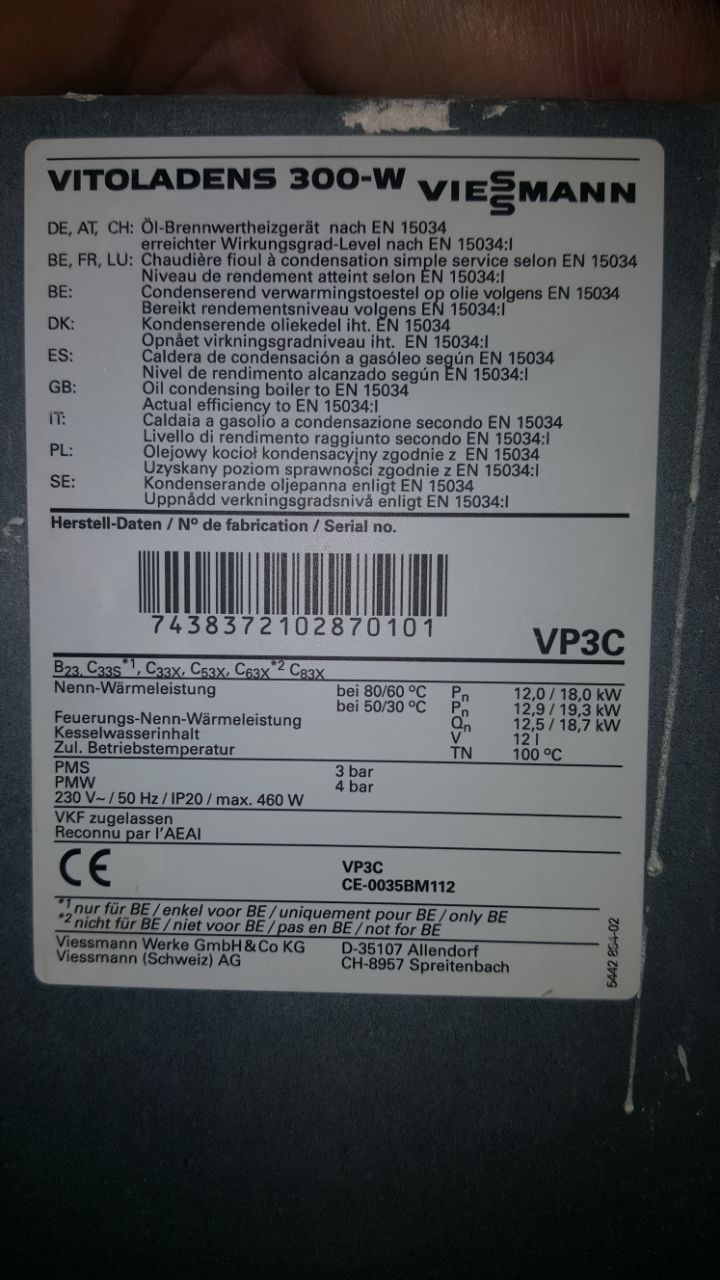 VITOLADENS 300-W VIESSMANN
DE, AT, CH: Öl-Brennwertheizgerät nach EN 15034
erreichter Wirkungsgrad-Level nach EN 15034:I
BE, FR, LU: Chaudière fioul à condensation simple service selon EN 15034
Niveau de rendement atteint selon EN 15034:I
BE: Condenserend verwarmingstoestel op olie volgens EN 15034
Bereikt rendementsniveau volgens EN 15034:I
DK: Kondenserende oliekedel iht. EN 15034
Opnået virkningsgradniveau iht. EN 15034:I
ES: Caldera de condensación a gasóleo según EN 15034
Nivel de rendimiento alcanzado según EN 15034:I
GB: Oil condensing boiler to EN 15034
Actual efficiency to EN 15034:I
IT: Caldaia a gasolio a condensazione secondo EN 15034
Livello di rendimento raggiunto secondo EN 15034:I
PL: Olejowy kocioł kondensacyjny zgodnie z EN 15034
Uzyskany poziom sprawności zgodnie z EN 15034:I
SE: Kondenserande oljepanna enligt EN 15034
Uppnådd verkningsgradsnivå enligt EN 15034:I
Herstell-Daten / Nº de fabrication / Serial no.
7438372102870101
VP3C
B23, C33S*1, C33X, C53X, C63X*2 C83X
Nenn-Wärmeleistung bei 80/60 ºC Pn 12,0 / 18,0 kW
bei 50/30 ºC Pn 12,9 / 19,3 kW
Feuerungs-Nenn-Wärmeleistung Qn 12,5 / 18,7 kW
Kesselwasserinhalt V 12 l
Zul. Betriebstemperatur TN 100 ºC
PMS 3 bar
PMW 4 bar
230 V~ / 50 Hz / IP20 / max. 460 W
VKF zugelassen
Reconnu par l'AEAI
CE VP3C
CE-0035BM112
*1 nur für BE / enkel voor BE / uniquement pour BE / only BE
*2 nicht für BE / niet voor BE / pas en BE / not for BE
Viessmann Werke GmbH & Co KG D-35107 Allendorf
Viessmann (Schweiz) AG CH-8957 Spreitenbach
5442 894-02